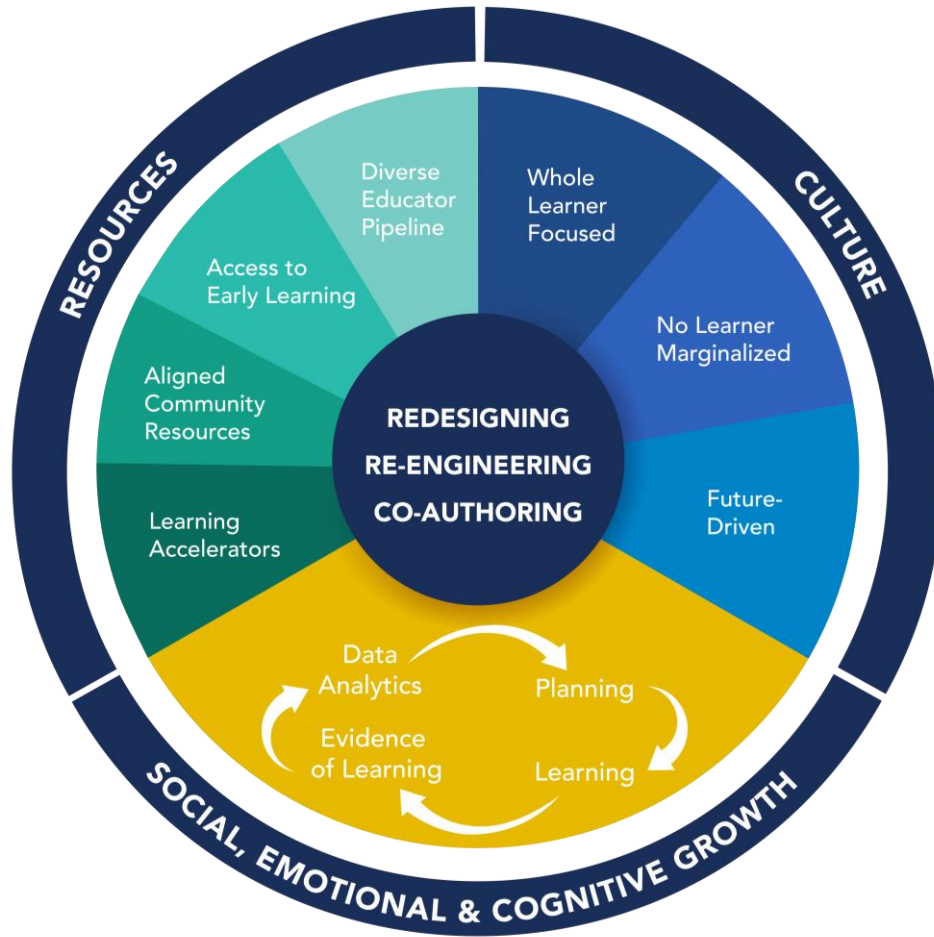 RESOURCES
CULTURE
SOCIAL, EMOTIONAL & COGNITIVE GROWTH
Diverse
Educator
Pipeline
Whole
Learner
Focused
Access to
Early Learning
No Learner
Marginalized
Aligned
Community
Resources
Future-
Driven
Learning
Accelerators
REDESIGNING
RE-ENGINEERING
CO-AUTHORING
Data
Analytics
Planning
Learning
Evidence
of Learning